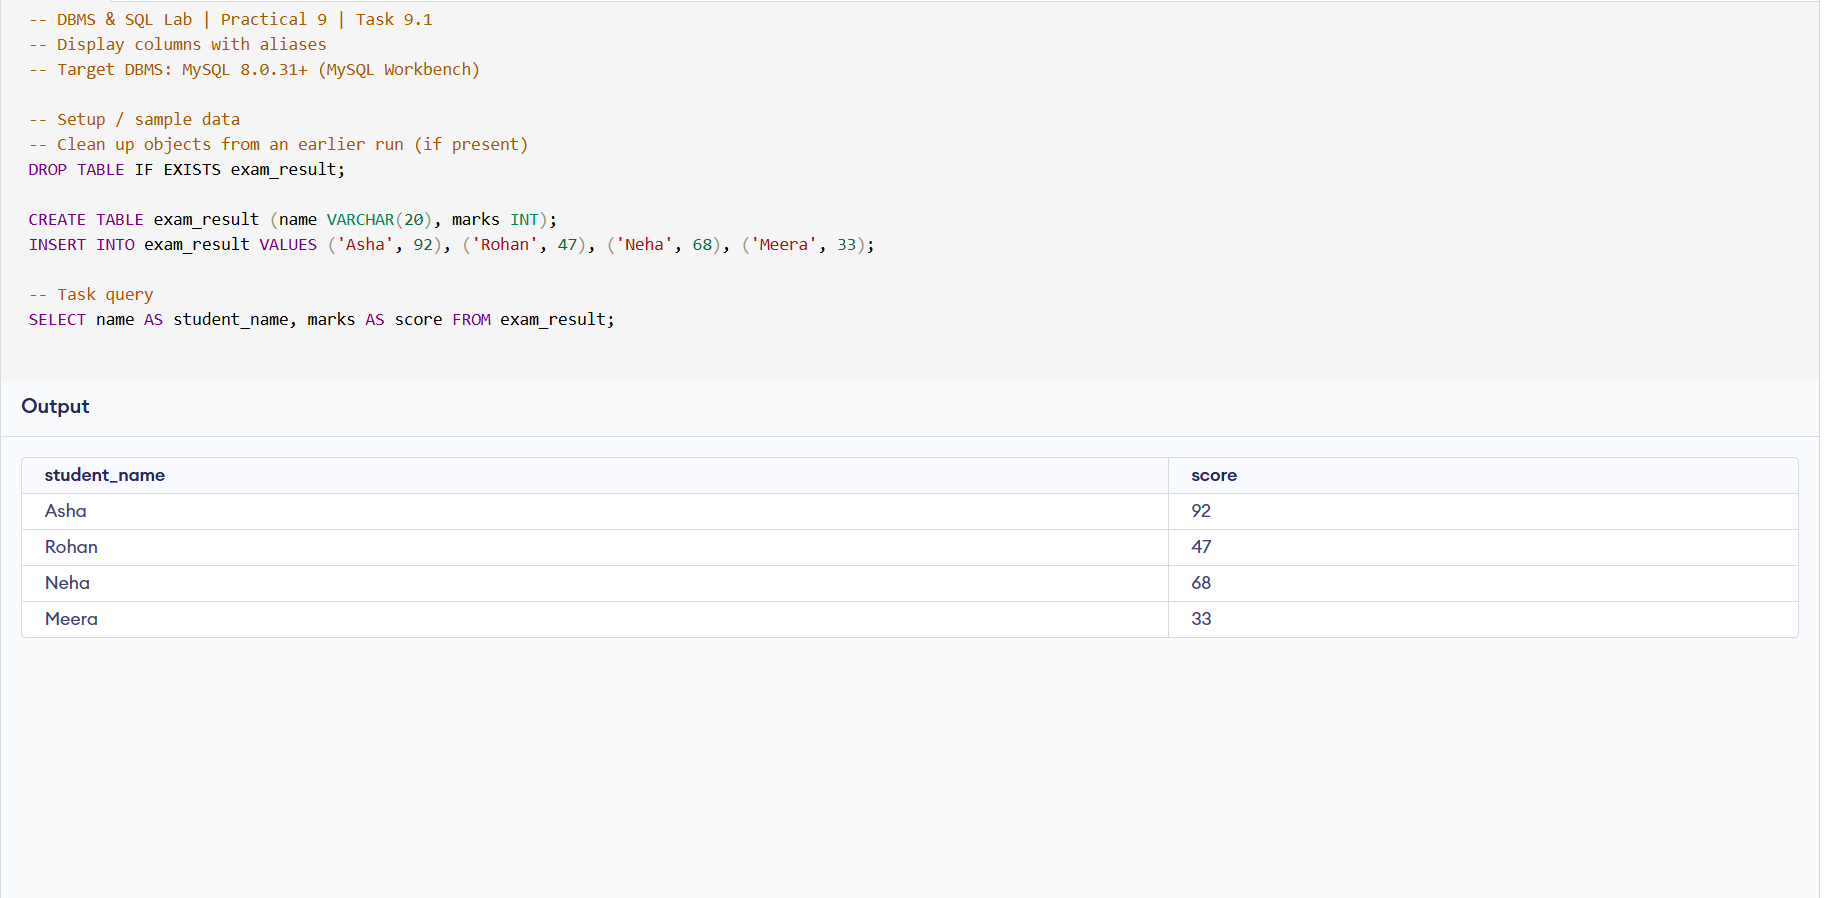 -- DBMS & SQL Lab | Practical 9 | Task 9.1
-- Display columns with aliases
-- Target DBMS: MySQL 8.0.31+ (MySQL Workbench)
-- Setup / sample data
-- Clean up objects from an earlier run (if present)
DROP TABLE IF EXISTS exam_result;
CREATE TABLE exam_result (name VARCHAR(20), marks INT);
INSERT INTO exam_result VALUES ('Asha', 92), ('Rohan', 47), ('Neha', 68), ('Meera', 33);
-- Task query
SELECT name AS student_name, marks AS score FROM exam_result;
Output
student_name score
Asha 92
Rohan 47
Neha 68
Meera 33